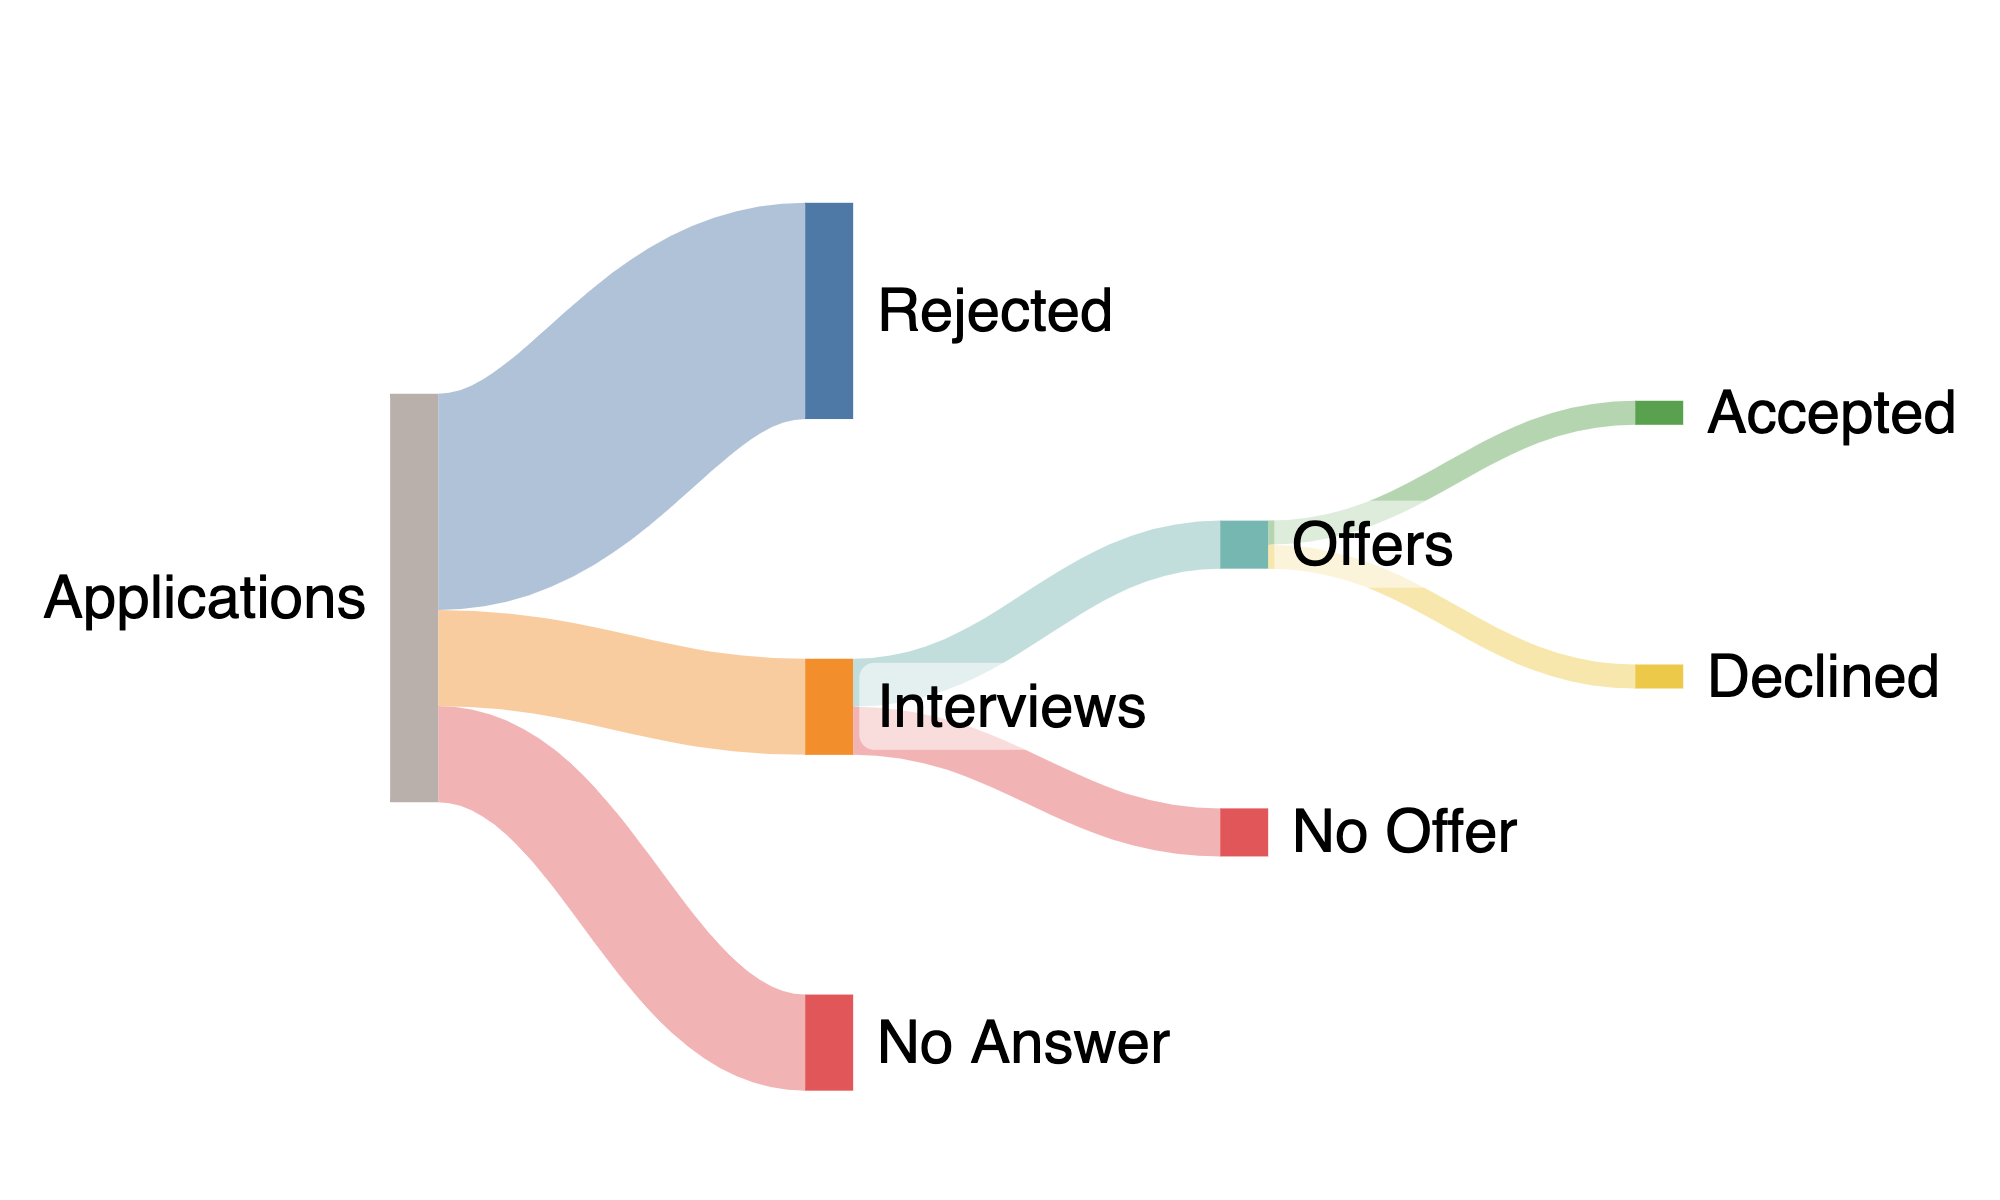 Applications
Rejected
Interviews
No Answer
Offers
No Offer
Accepted
Declined